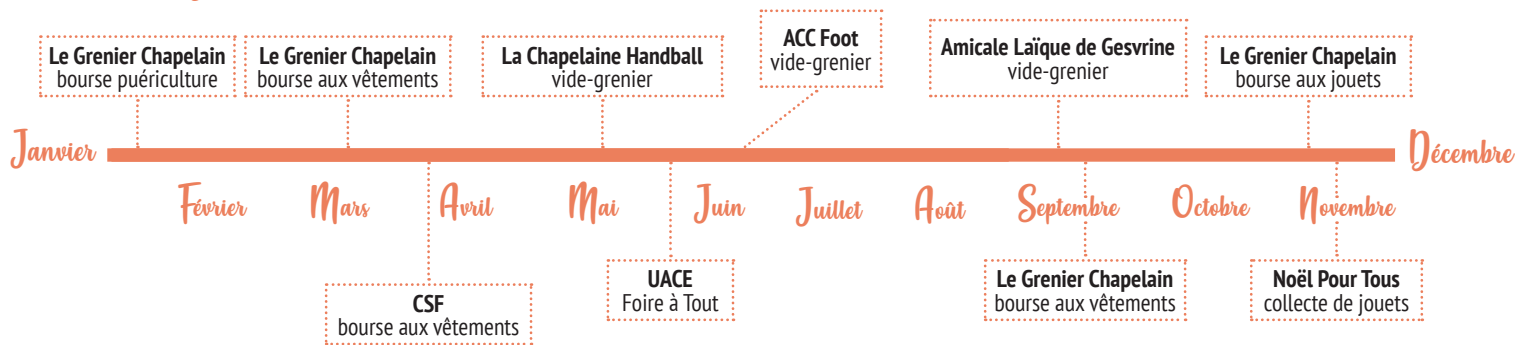 Le Grenier Chapelain
bourse puériculture
Le Grenier Chapelain
bourse aux vêtements
La Chapelaine Handball
vide-grenier
ACC Foot
vide-grenier
Amicale Laïque de Gesvrine
vide-grenier
Le Grenier Chapelain
bourse aux jouets
Janvier
Décembre
Février
Mars
Avril
Mai
Juin
Juillet
Août
Septembre
Octobre
Novembre
CSF
bourse aux vêtements
UACE
Foire à Tout
Le Grenier Chapelain
bourse aux vêtements
Noël Pour Tous
collecte de jouets